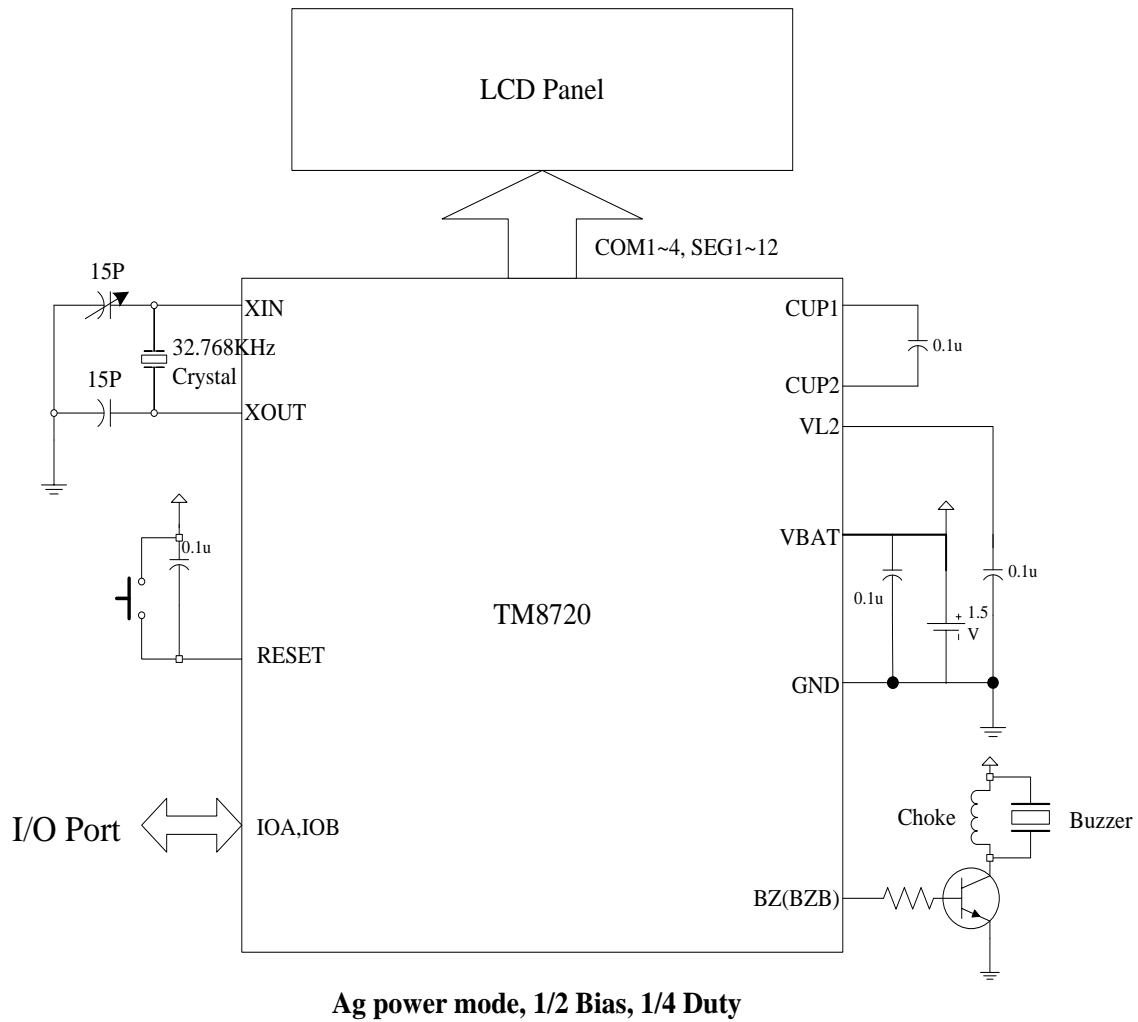 LCD Panel
COM1~4, SEG1~12
15P
XIN
CUP1
32.768KHz
Crystal
0.1u
15P
CUP2
XOUT
VL2
0.1u
VBAT
0.1u
0.1u
+ 1.5
V
TM8720
RESET
GND
I/O Port
IOA,IOB
Choke
Buzzer
BZ(BZB)
Ag power mode, 1/2 Bias, 1/4 Duty